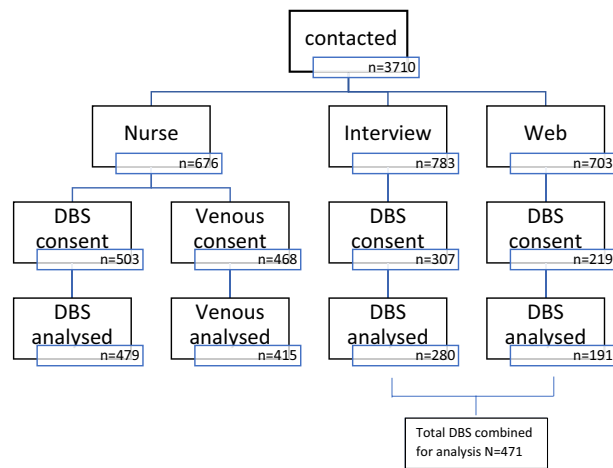 contacted
n=3710
Nurse
n=676
Interview
n=783
Web
n=703
DBS
consent
n=503
Venous
consent
n=468
DBS
consent
n=307
DBS
consent
n=219
DBS
analysed
n=479
Venous
analysed
n=415
DBS
analysed
n=280
DBS
analysed
n=191
Total DBS combined
for analysis N=471